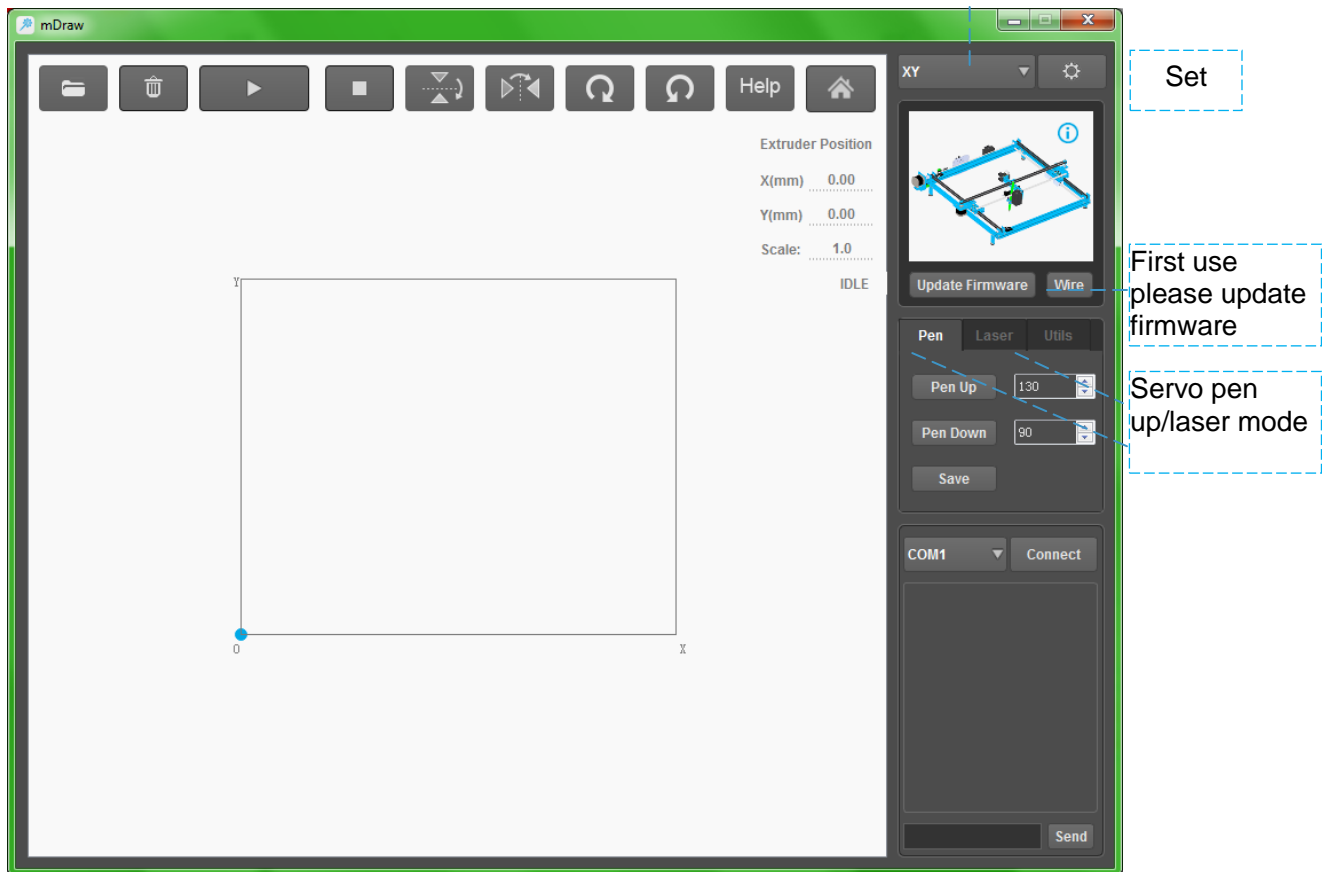 mDraw
Help
XY
Set
Extruder Position
X(mm) 0.00
Y(mm) 0.00
Scale: 1.0
IDLE
Update Firmware Wire
First use
please update
firmware
Pen Laser Utils
Pen Up 130
Pen Down 90
Save
Servo pen
up/laser mode
Y
O X
COM1 Connect
Send